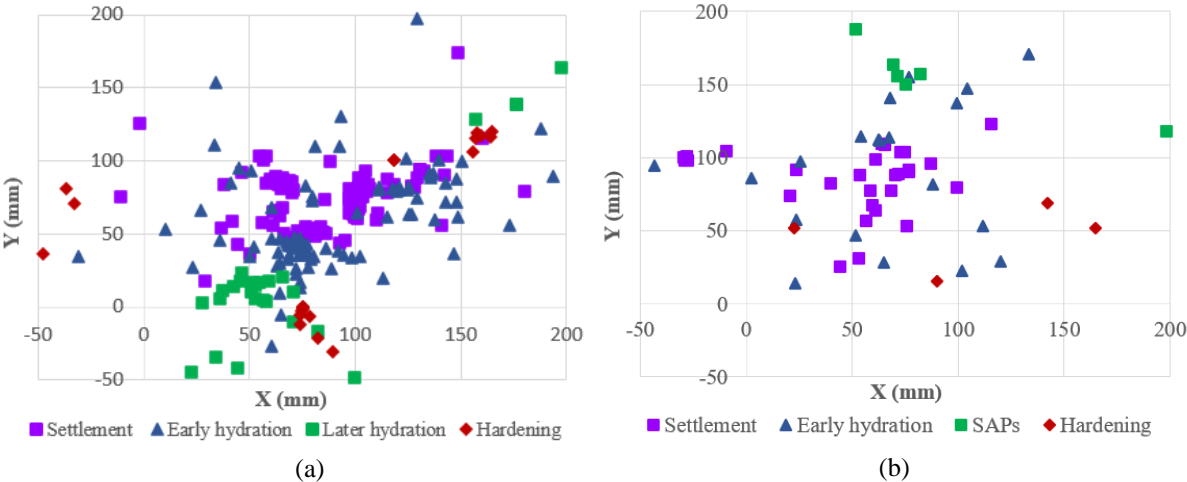 200
150
100
50
0
-50
-50
0
50
100
150
200
Y (mm)
X (mm)
Settlement
Early hydration
Later hydration
Hardening
(a)
200
150
100
50
0
-50
-50
0
50
100
150
200
Y (mm)
X (mm)
Settlement
Early hydration
SAPs
Hardening
(b)